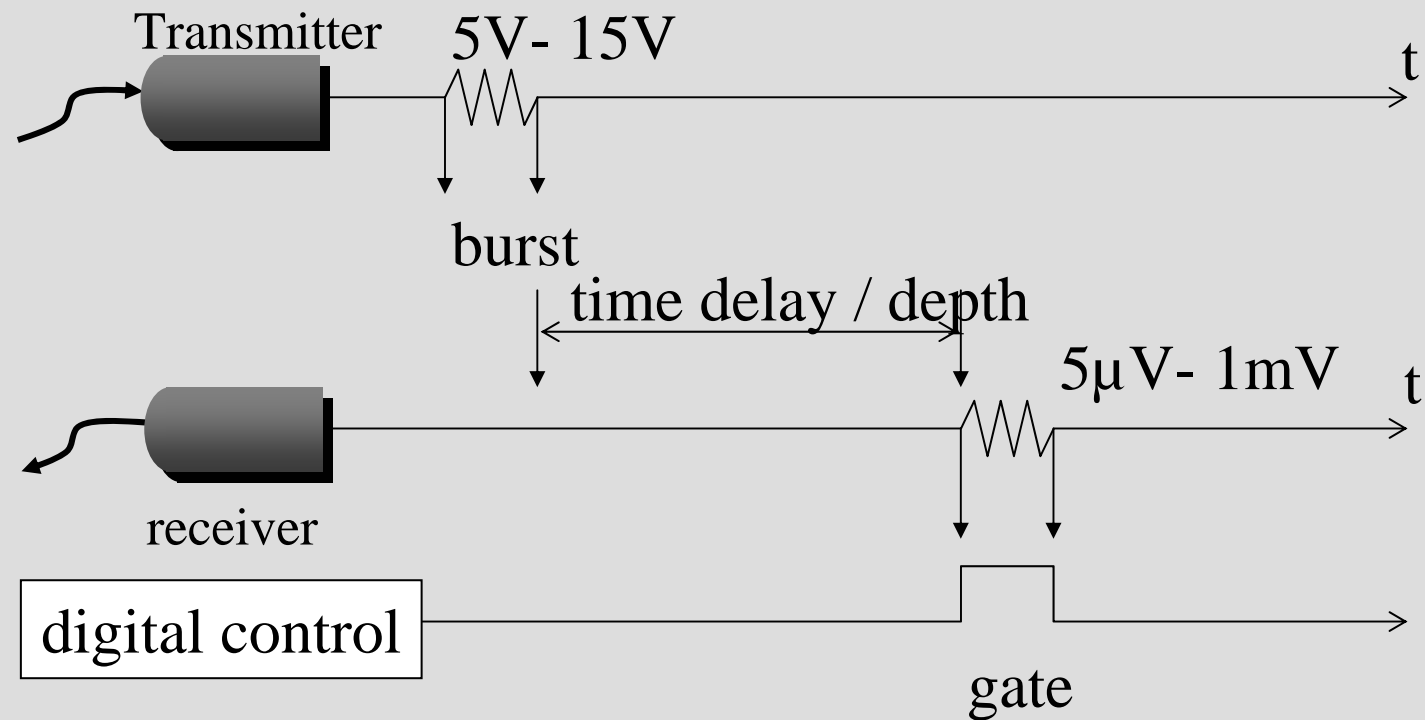 Transmitter
5V- 15V
t
burst
time delay / depth
5µV- 1mV
t
receiver
digital control
gate